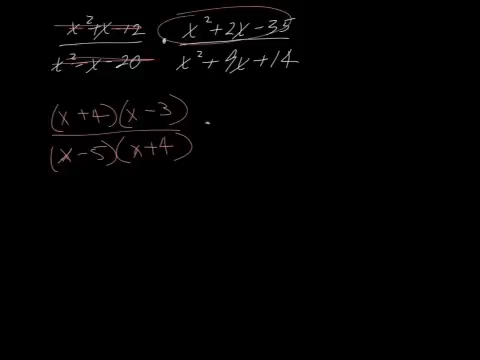 x²+x-12 / x²-x-20 · x²+2x-35 / x²+9x+14
(x+4)(x-3) / (x-5)(x+4) ·